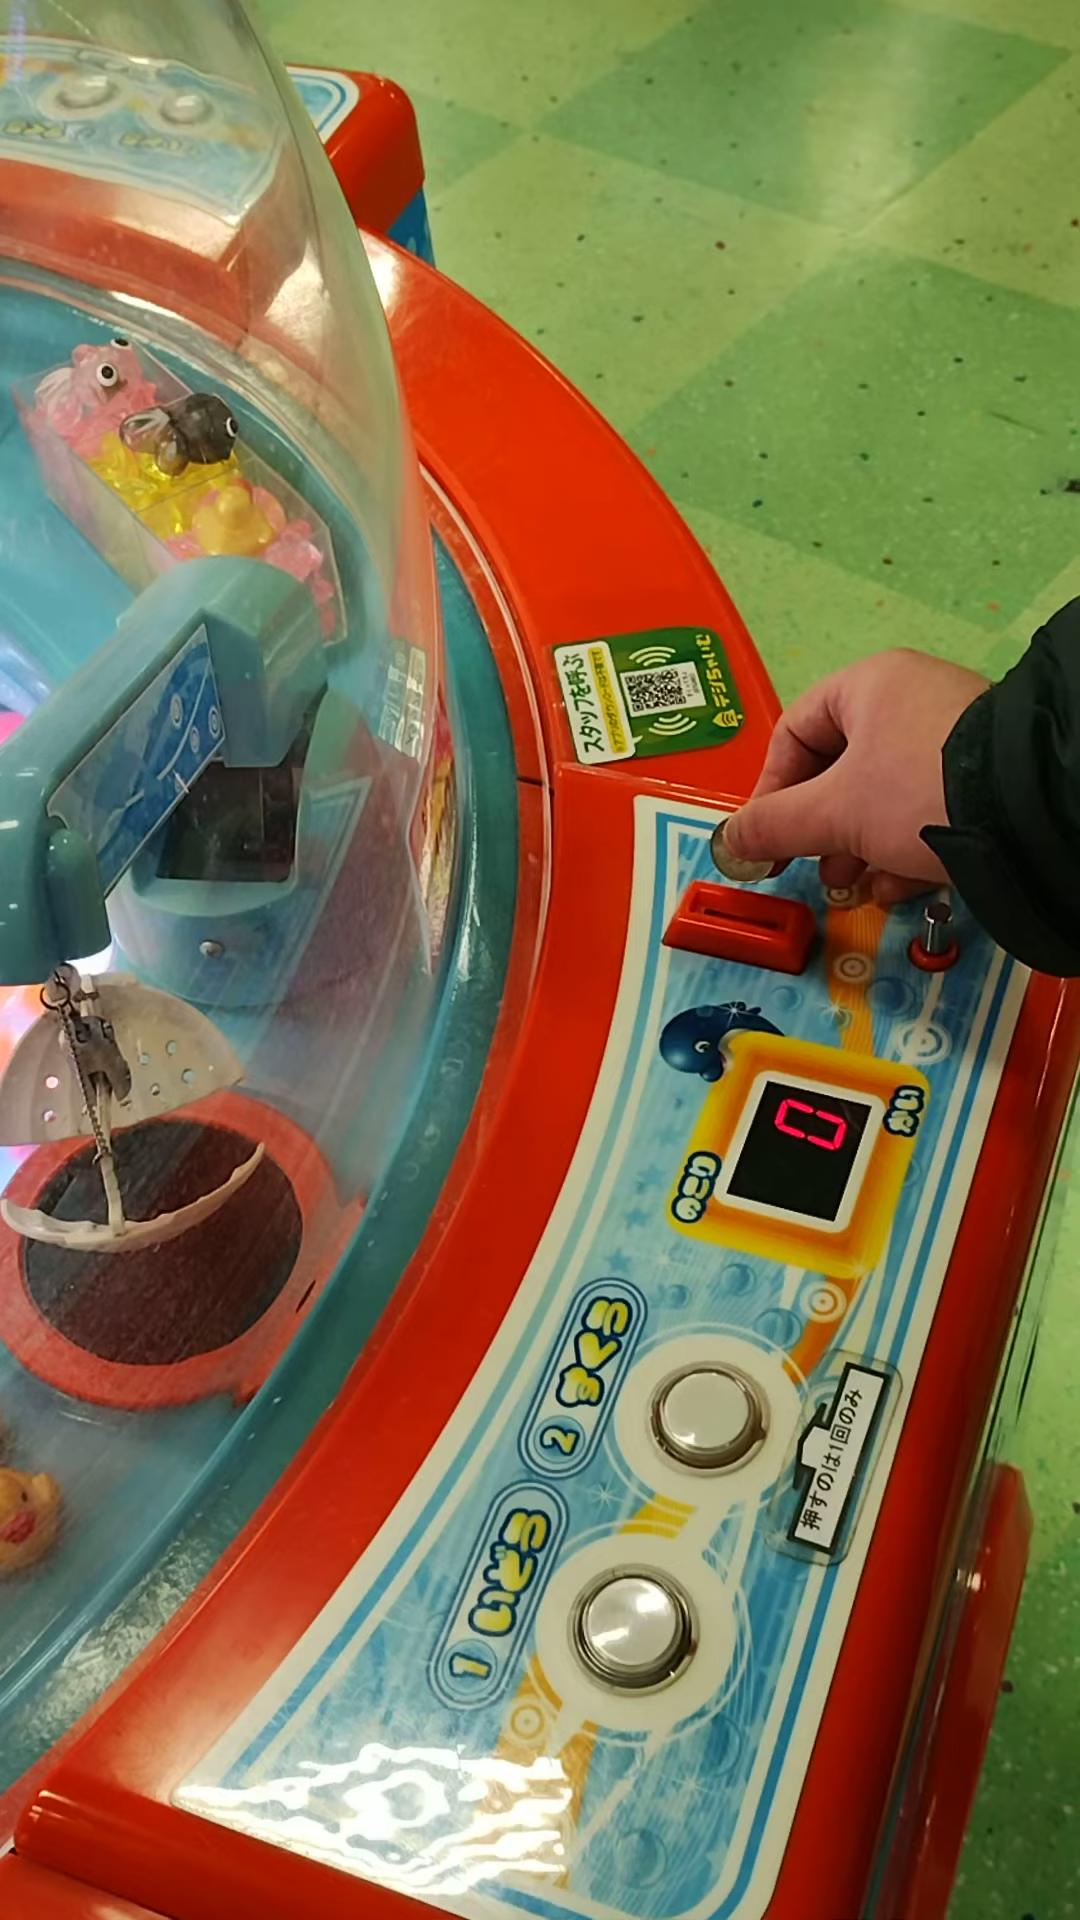 スタッフを呼ぶ
デジちゃいむ
のこり
0
かい
2 すくう
1 いどう
押すのは1回のみ